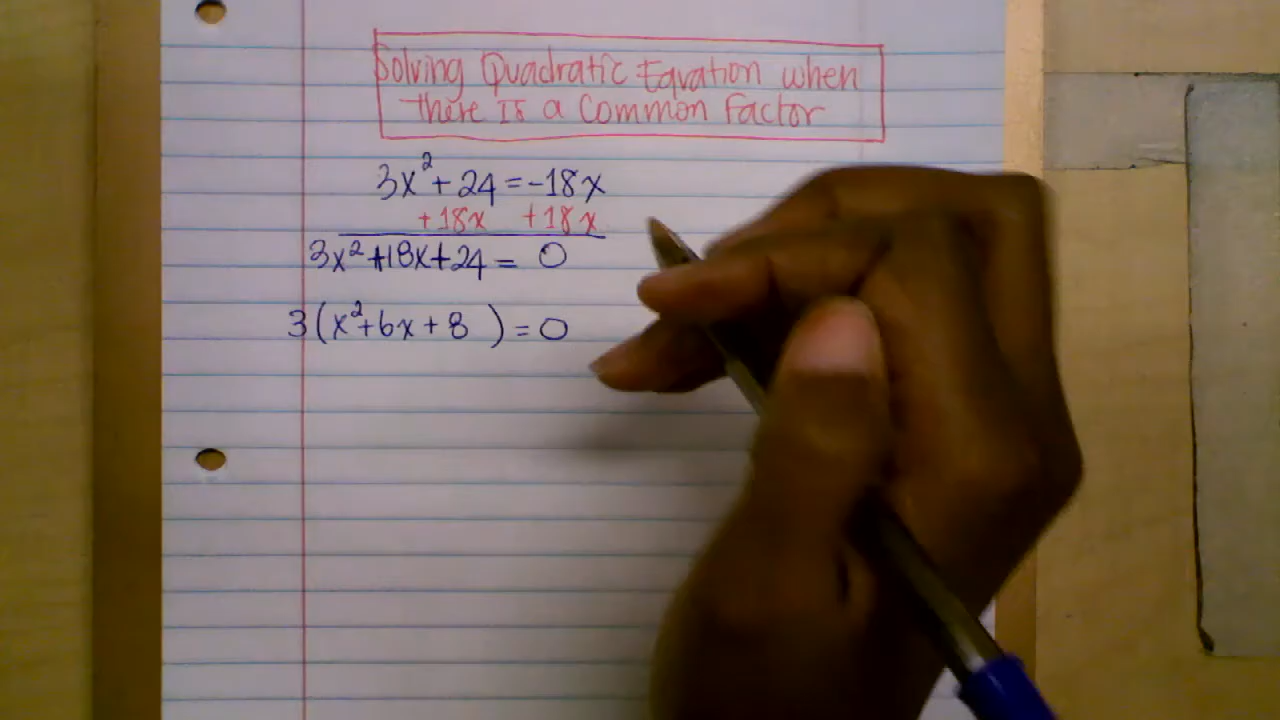 Solving Quadratic Equation when
there Is a Common factor
3x²+24=-18x
+18x +18x
3x²+18x+24= 0
3(x²+6x+8 )=0